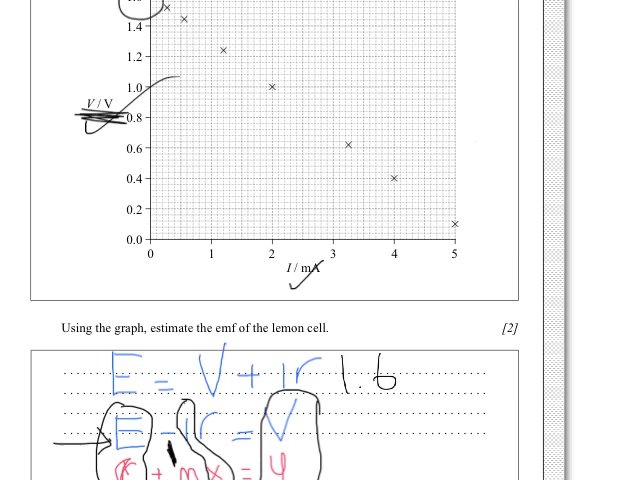 1.4
1.2
1.0
V / V
0.8
0.6
0.4
0.2
0.0
0 1 2 3 4 5
I / mA
Using the graph, estimate the emf of the lemon cell. [2]
E = V + Ir 1.6
E - Ir = V
+ mx = y